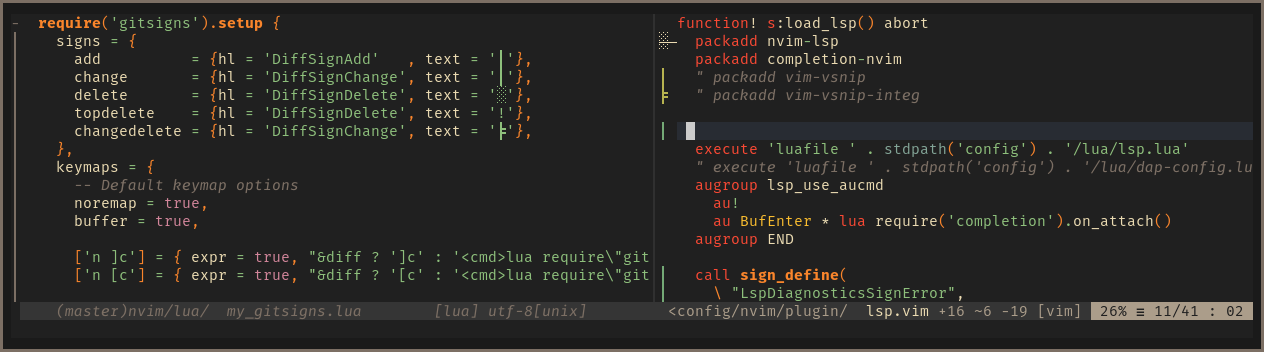 require('gitsigns').setup {
  signs = {
    add          = {hl = 'DiffSignAdd'   , text = '│'},
    change       = {hl = 'DiffSignChange', text = '│'},
    delete       = {hl = 'DiffSignDelete', text = '░'},
    topdelete    = {hl = 'DiffSignDelete', text = '!'},
    changedelete = {hl = 'DiffSignChange', text = '╞'},
  },
  keymaps = {
    -- Default keymap options
    noremap = true,
    buffer = true,

    ['n ]c'] = { expr = true, "&diff ? ']c' : '<cmd>lua require\"git
    ['n [c'] = { expr = true, "&diff ? '[c' : '<cmd>lua require\"git
(master)nvim/lua/  my_gitsigns.lua        [lua] utf-8[unix]
function! s:load_lsp() abort
  packadd nvim-lsp
  packadd completion-nvim
  " packadd vim-vsnip
  " packadd vim-vsnip-integ

  execute 'luafile ' . stdpath('config') . '/lua/lsp.lua'
  " execute 'luafile ' . stdpath('config') . '/lua/dap-config.lu
  augroup lsp_use_aucmd
    au!
    au BufEnter * lua require('completion').on_attach()
  augroup END

  call sign_define(
    \ "LspDiagnosticsSignError",
<config/nvim/plugin/  lsp.vim +16 ~6 -19 [vim] 26% ≡ 11/41 : 02